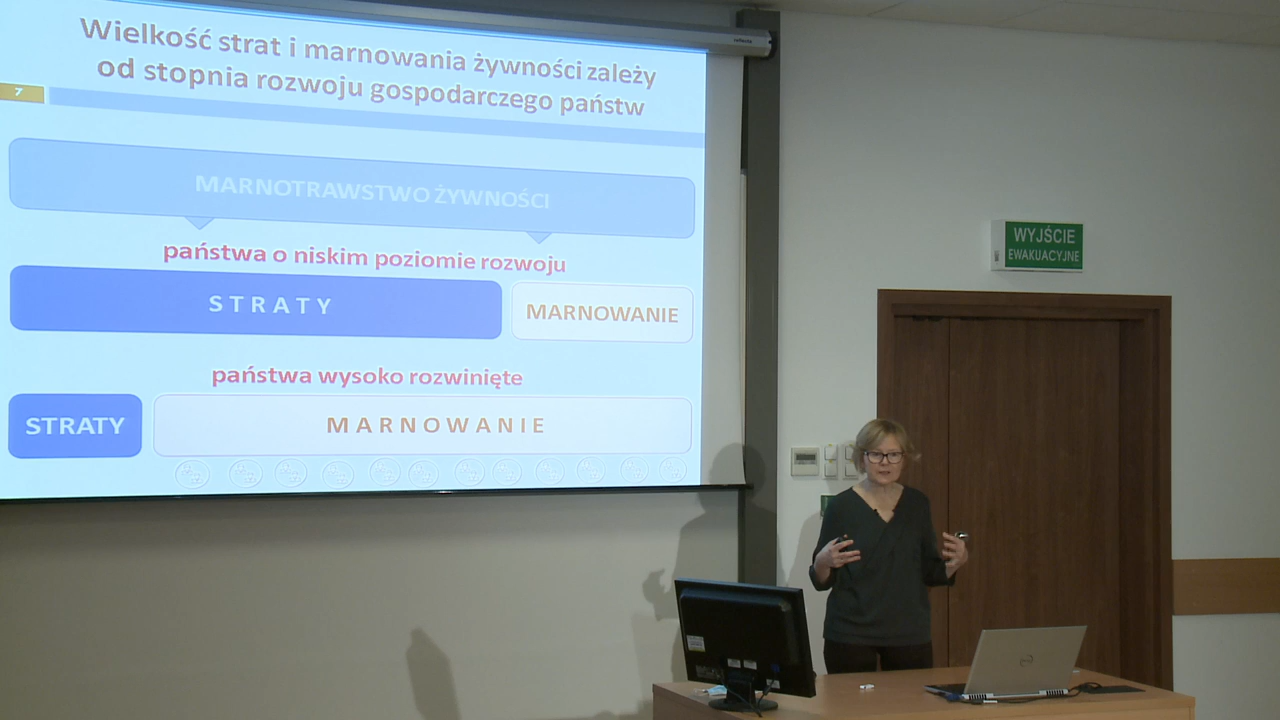 Wielkość strat i marnowania żywności zależy
od stopnia rozwoju gospodarczego państw
7
MARNOTRAWSTWO ŻYWNOŚCI
państwa o niskim poziomie rozwoju
STRATY
MARNOWANIE
państwa wysoko rozwinięte
STRATY
MARNOWANIE
WYJŚCIE
EWAKUACYJNE
DELL